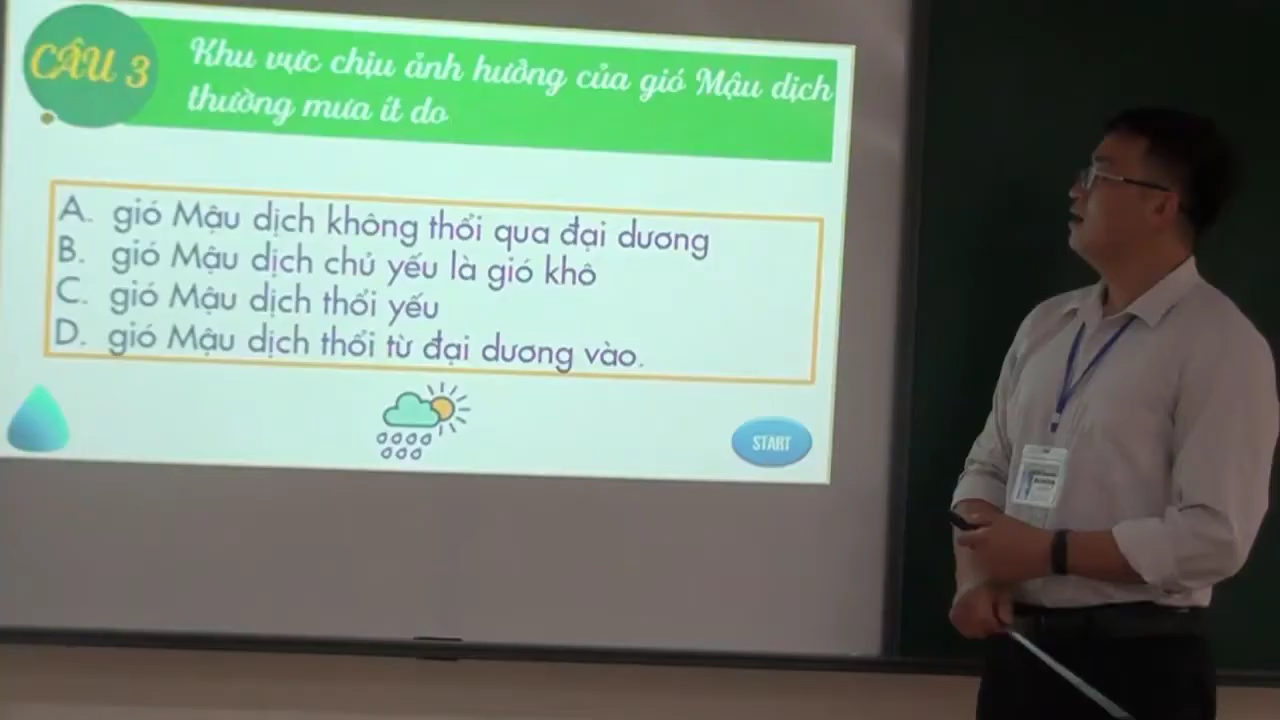 CÂU 3
Khu vực chịu ảnh hưởng của gió Mậu dịch
thường mưa ít do
A. gió Mậu dịch không thổi qua đại dương
B. gió Mậu dịch chủ yếu là gió khô
C. gió Mậu dịch thổi yếu
D. gió Mậu dịch thổi từ đại dương vào.
START